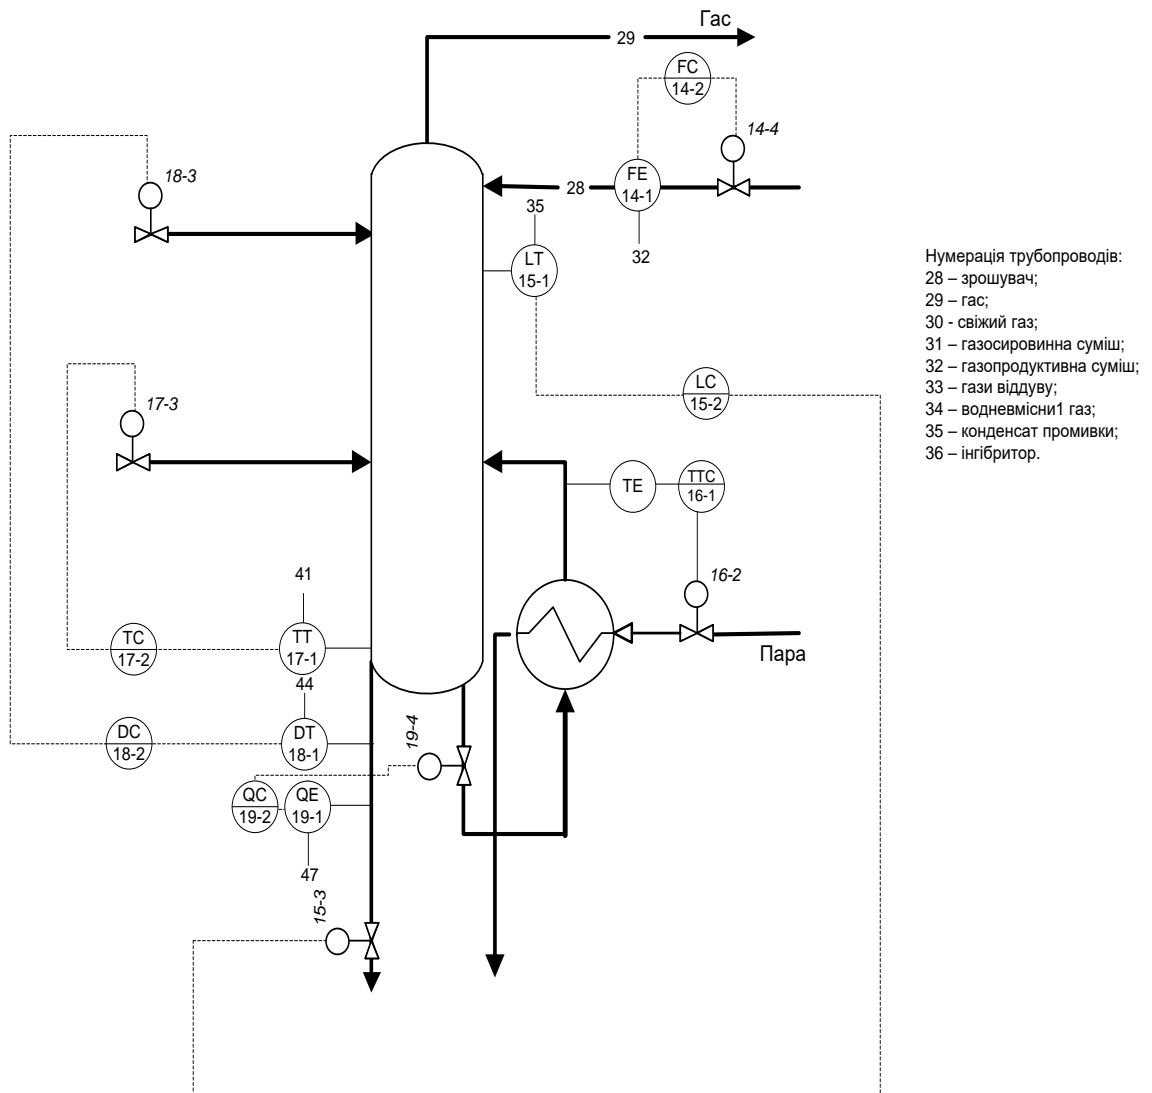 Гас
29
FC
14-2
14-4
18-3
FE
14-1
28
35
32
LT
15-1
17-3
LC
15-2
TE
TTC
16-1
16-2
41
TC
17-2
TT
17-1
Пара
44
19-4
DC
18-2
DT
18-1
QC
19-2
QE
19-1
47
15-3
Нумерація трубопроводів:
28 – зрошувач;
29 – гас;
30 - свіжий газ;
31 – газосировинна суміш;
32 – газопродуктивна суміш;
33 – гази віддуву;
34 – водневмісни1 газ;
35 – конденсат промивки;
36 – інгібритор.